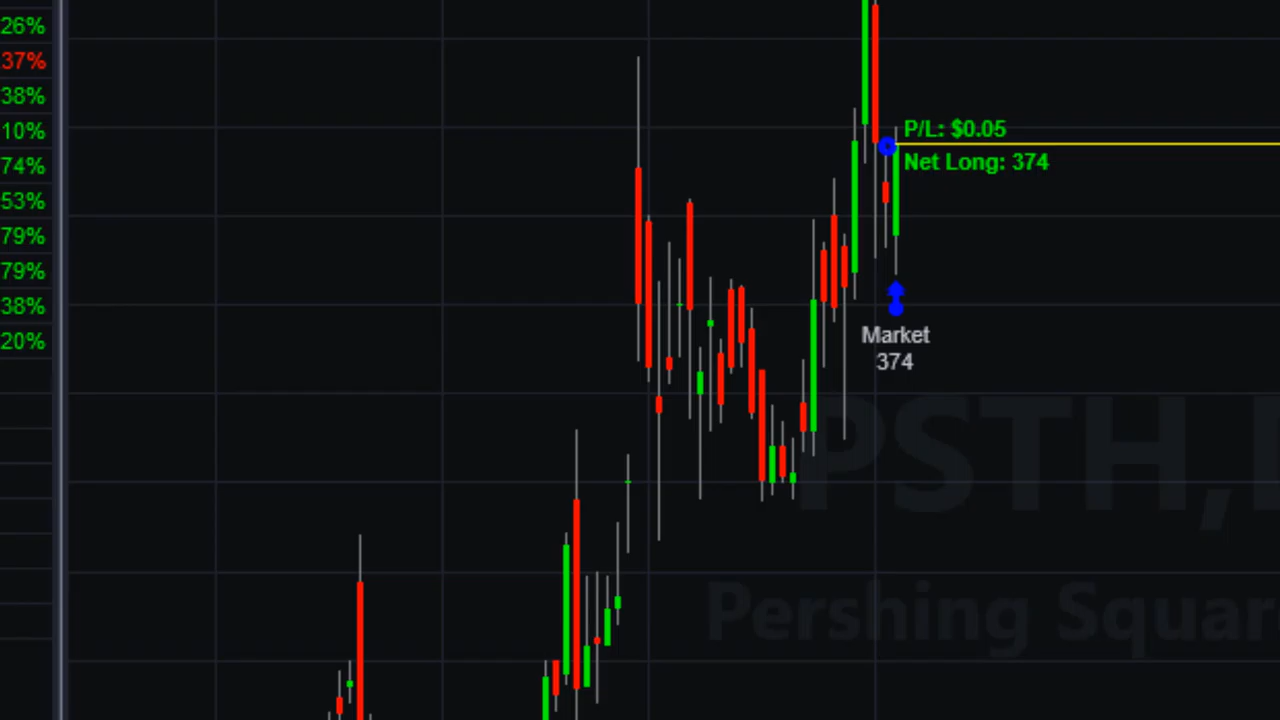 26%
37%
38%
10%
74%
53%
79%
79%
38%
20%
P/L: $0.05
Net Long: 374
Market
374
PSTH,
Pershing Squar